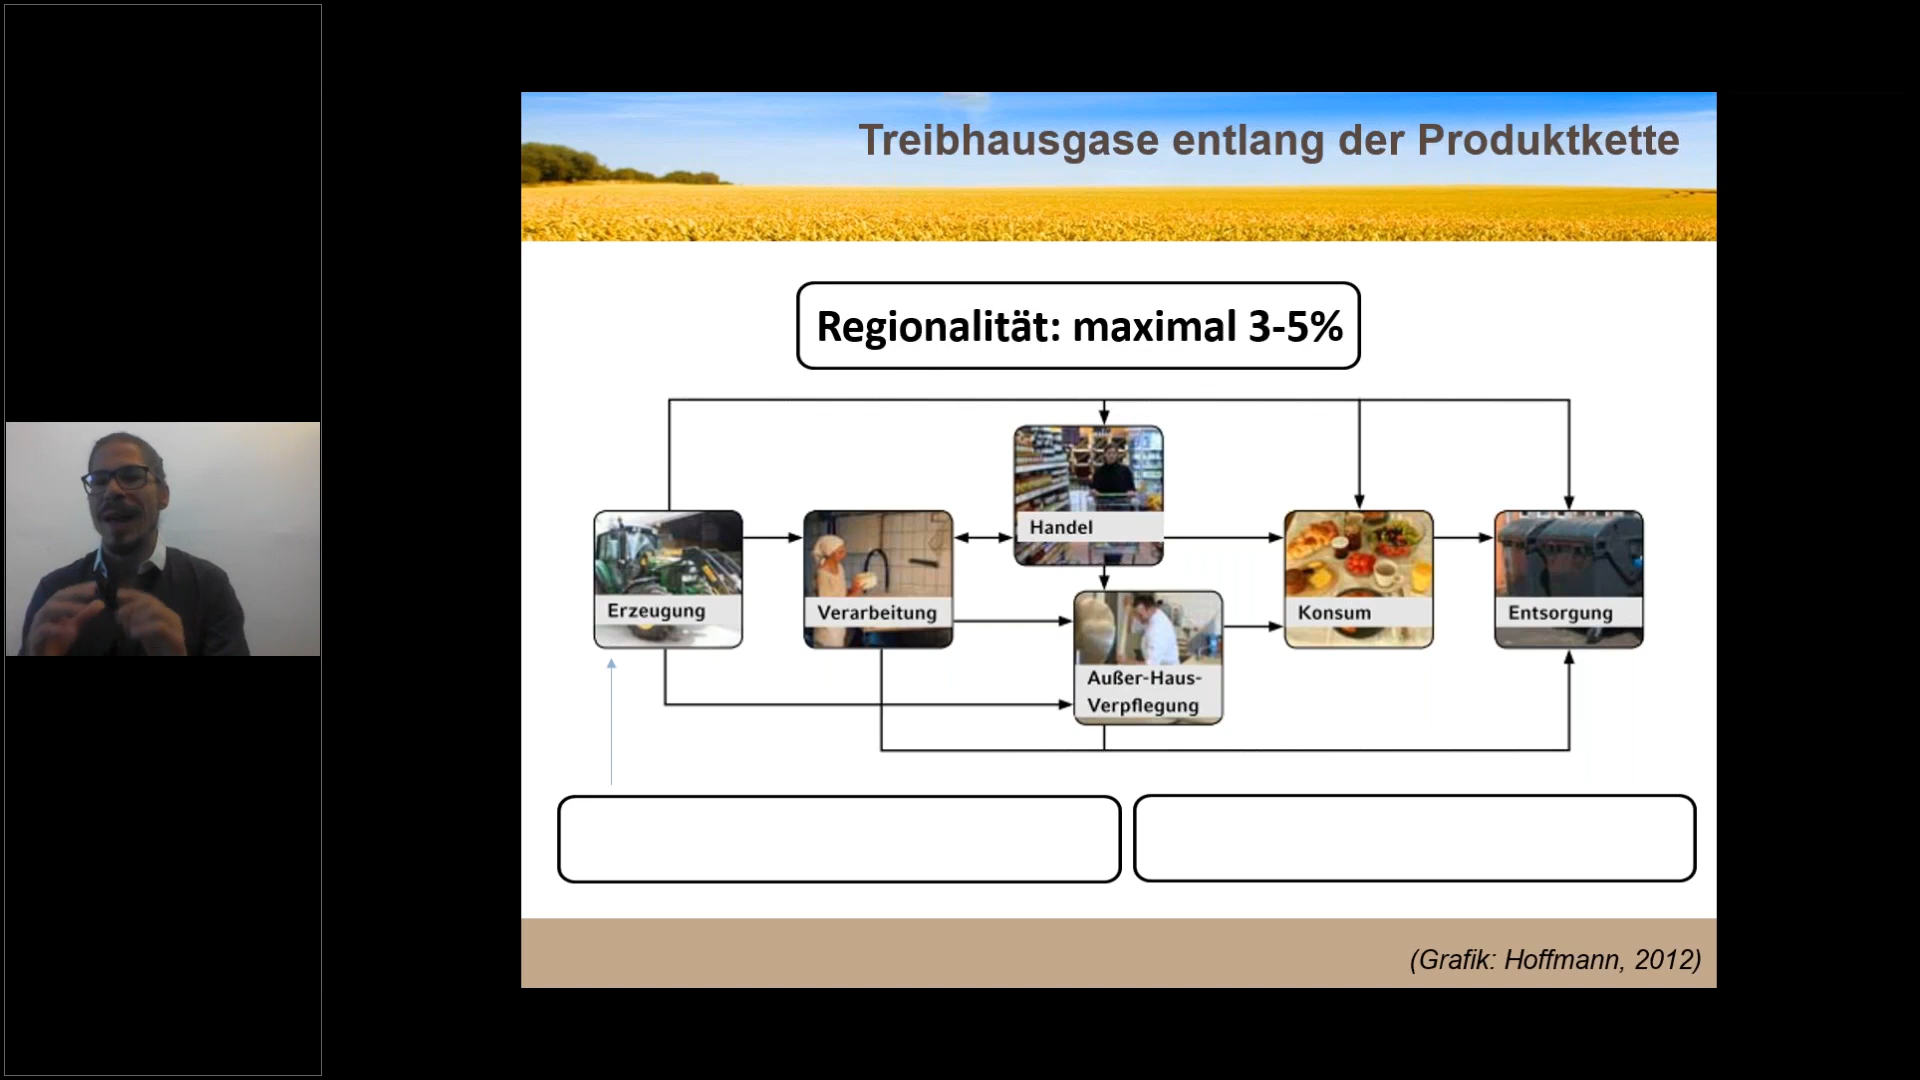 Treibhausgase entlang der Produktkette
Regionalität: maximal 3-5%
Handel
Erzeugung
Verarbeitung
Konsum
Entsorgung
Außer-Haus-
Verpflegung
(Grafik: Hoffmann, 2012)